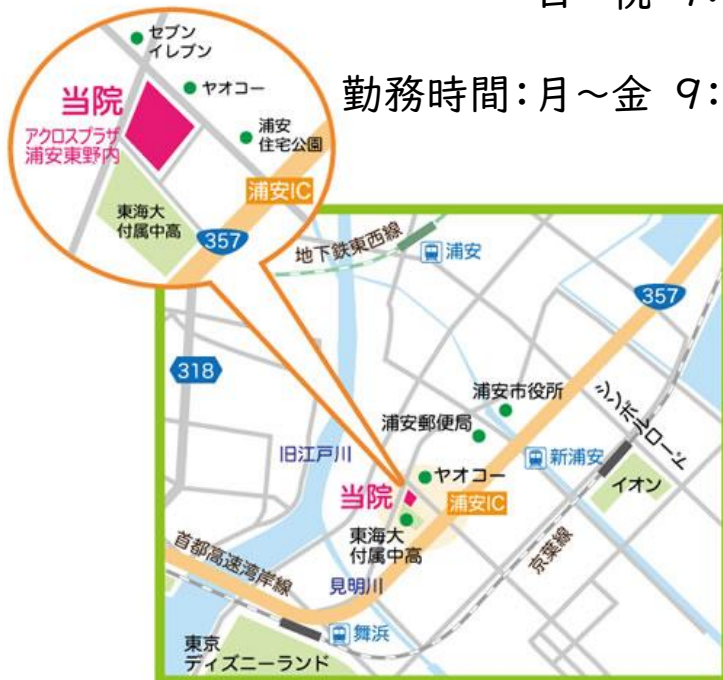 日・祝 9:
勤務時間:月～金 9:
セブン
イレブン
ヤオコー
当院
アクロスプラザ
浦安東野内
浦安
住宅公園
浦安IC
東海大
付属中高
357
地下鉄東西線
浦安
357
318
浦安市役所
浦安郵便局
シンボルロード
旧江戸川
新浦安
ヤオコー
イオン
当院
浦安IC
東海大
付属中高
京葉線
首都高速湾岸線
見明川
舞浜
東京
ディズニーランド